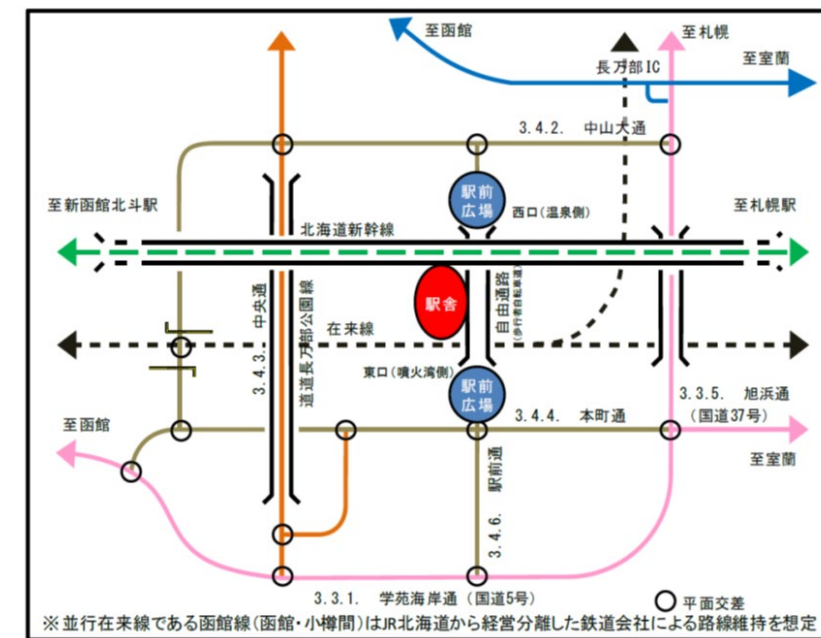 至函館
至札幌
長万部IC
至室蘭
3.4.2. 中山大通
駅前
広場
西口(温泉側)
至新函館北斗駅
北海道新幹線
至札幌駅
駅舎
自由通路
(歩行者自転車道)
3.4.3. 中央通
道道長万部公園線
在来線
東口(噴火湾側)
駅前
広場
3.3.5. 旭浜通
(国道37号)
至函館
3.4.4. 本町通
至室蘭
3.4.6. 駅前通
3.3.1. 学苑海岸通(国道5号)
平面交差
※並行在来線である函館線(函館・小樽間)はJR北海道から経営分離した鉄道会社による路線維持を想定